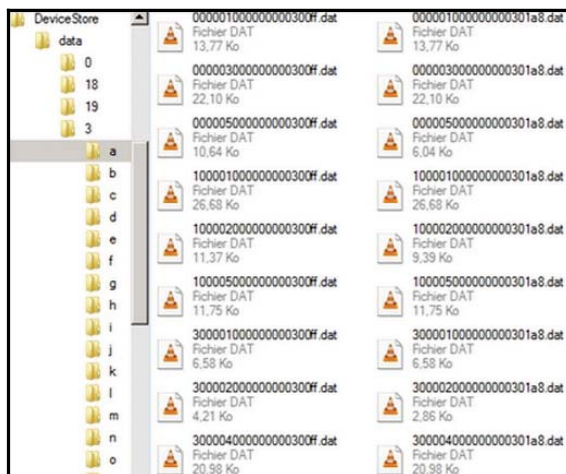 DeviceStore
data
0
18
19
3
a
b
c
d
e
f
g
h
i
j
k
l
m
n
o
000001000000000300ff.dat
Fichier DAT
13,77 Ko
000001000000000301a8.dat
Fichier DAT
13,77 Ko
000003000000000300ff.dat
Fichier DAT
22,10 Ko
000003000000000301a8.dat
Fichier DAT
22,10 Ko
000005000000000300ff.dat
Fichier DAT
10,64 Ko
000005000000000301a8.dat
Fichier DAT
6,04 Ko
100001000000000300ff.dat
Fichier DAT
26,68 Ko
100001000000000301a8.dat
Fichier DAT
26,68 Ko
100002000000000300ff.dat
Fichier DAT
11,37 Ko
100002000000000301a8.dat
Fichier DAT
9,39 Ko
100005000000000300ff.dat
Fichier DAT
11,75 Ko
100005000000000301a8.dat
Fichier DAT
11,75 Ko
300001000000000300ff.dat
Fichier DAT
6,58 Ko
300001000000000301a8.dat
Fichier DAT
6,58 Ko
300002000000000300ff.dat
Fichier DAT
4,21 Ko
300002000000000301a8.dat
Fichier DAT
2,86 Ko
300004000000000300ff.dat
Fichier DAT
20,98 Ko
300004000000000301a8.dat
Fichier DAT
20,98 Ko